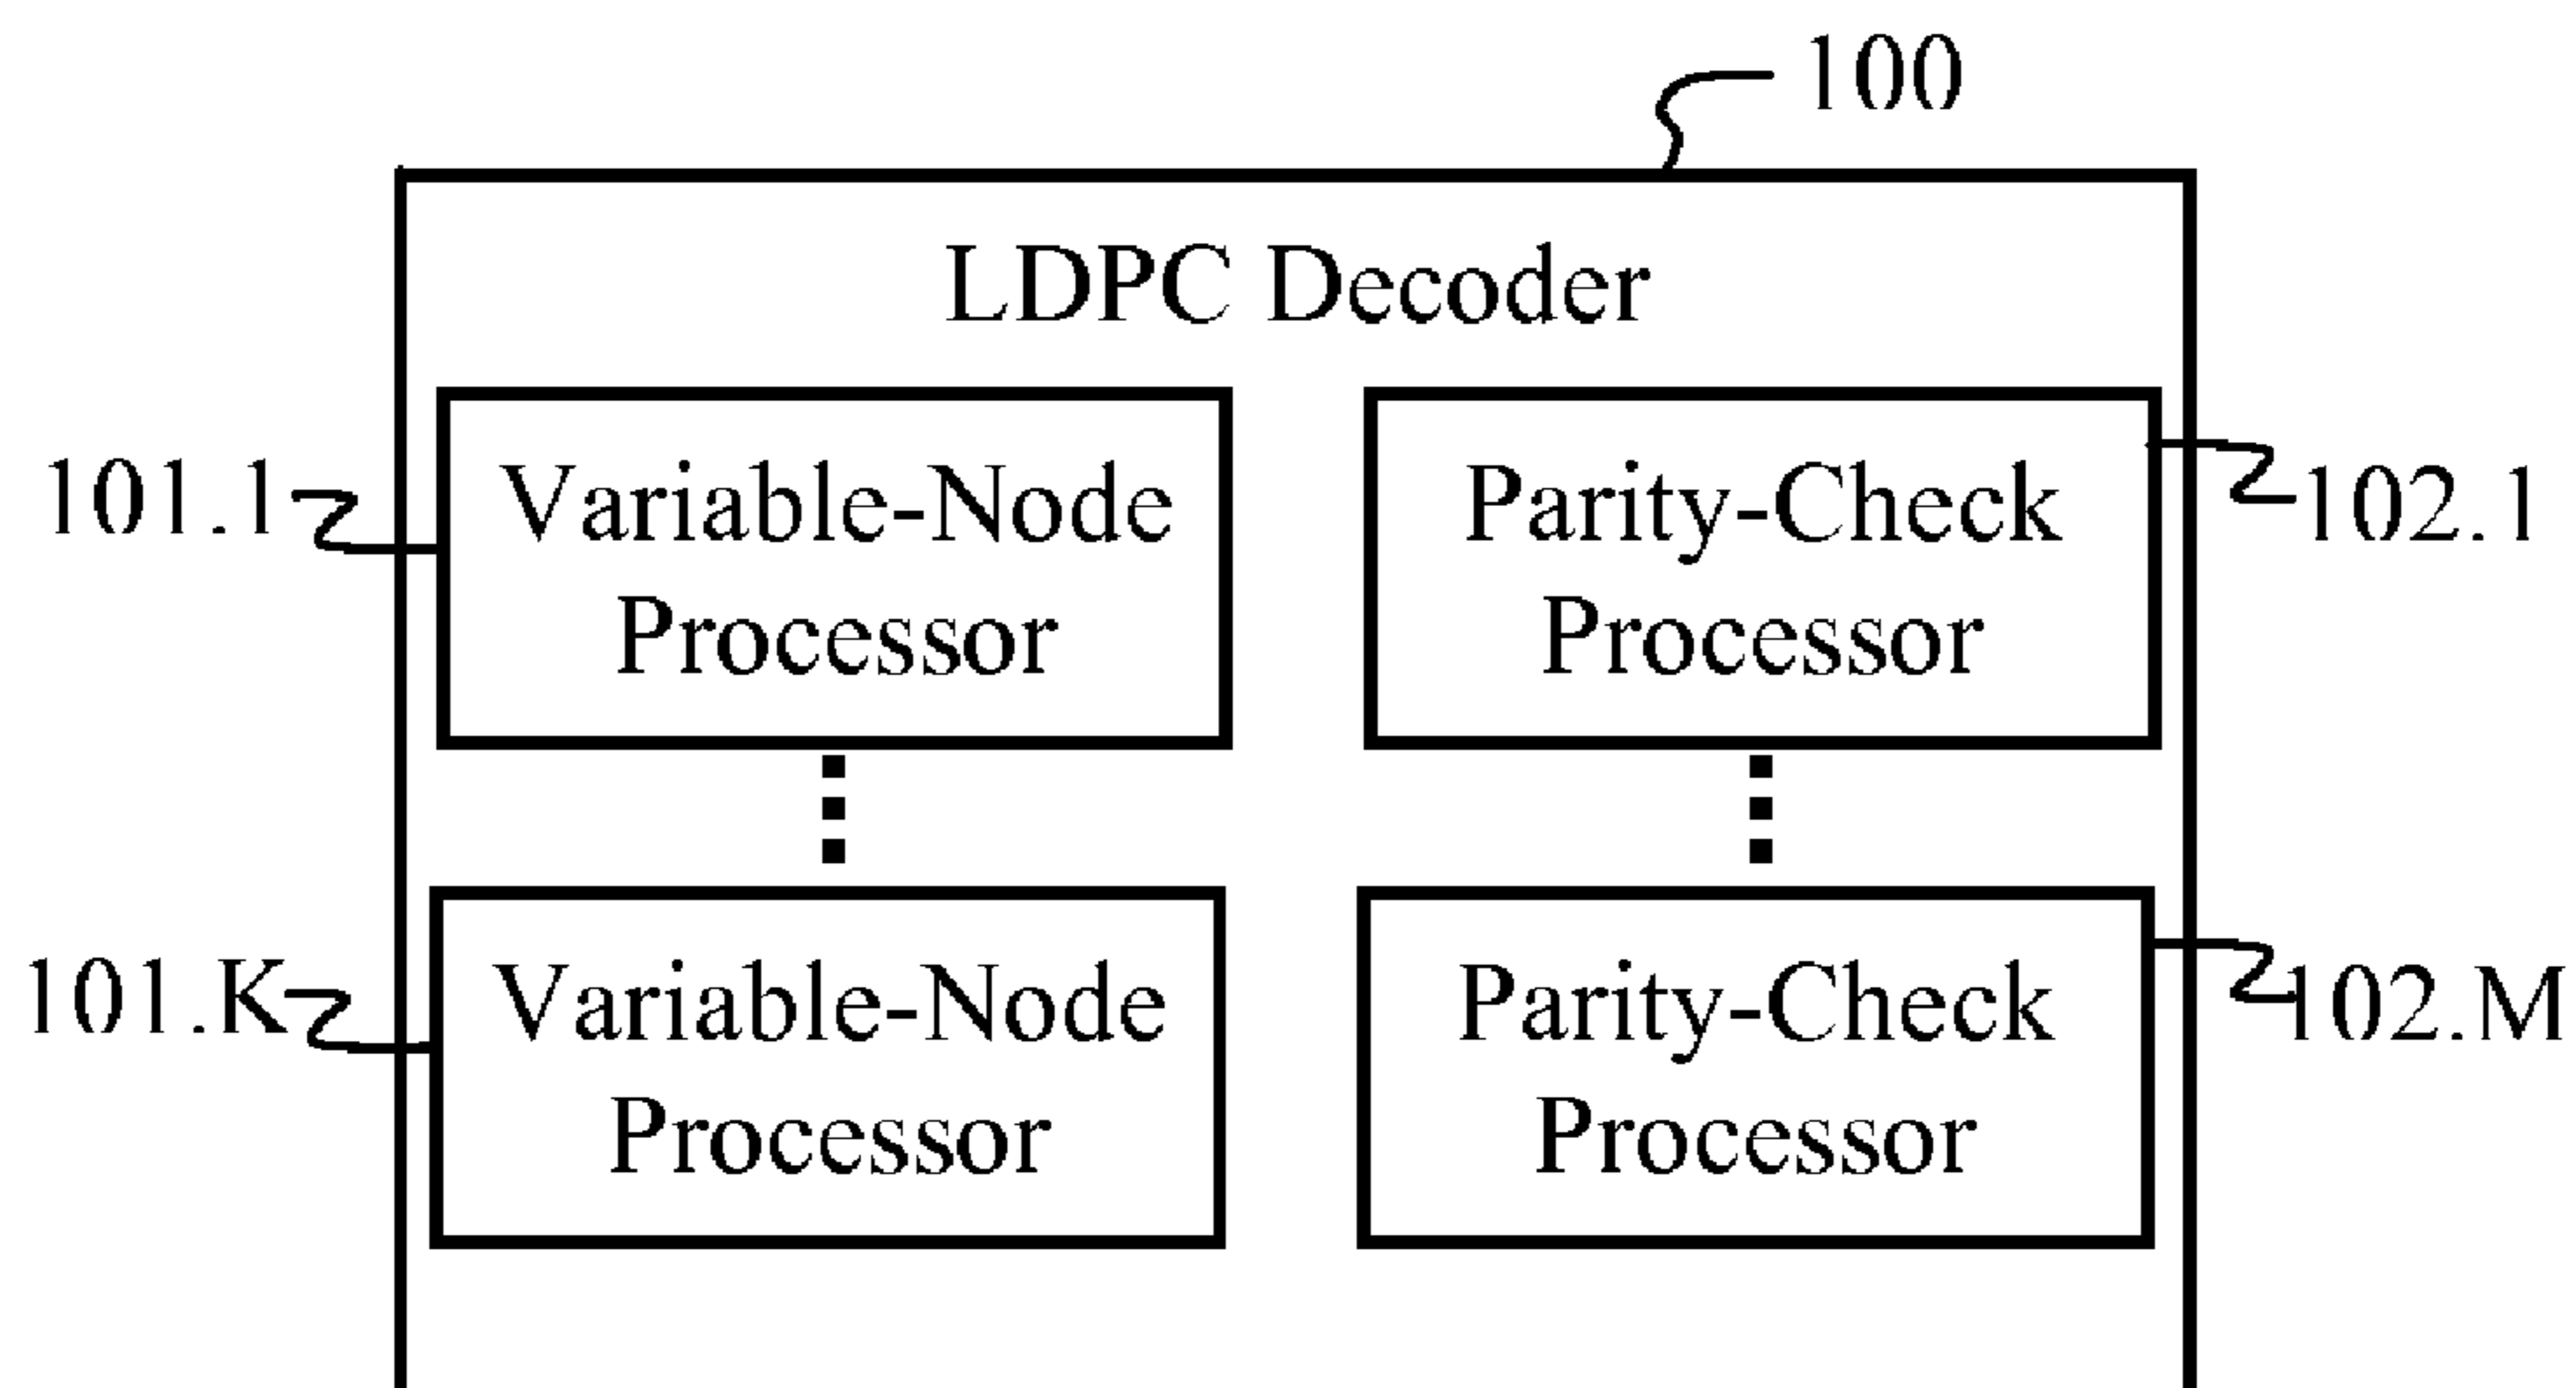 100
LDPC Decoder
101.1
Variable-Node
Processor
Parity-Check
Processor
102.1
101.K
Variable-Node
Processor
Parity-Check
Processor
102.M